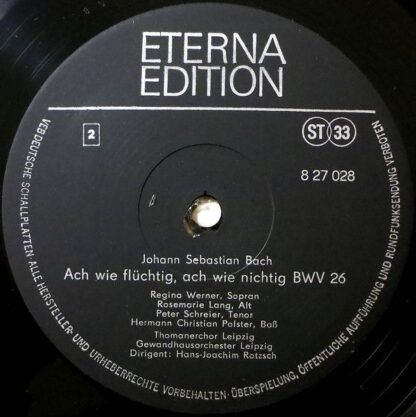 ETERNA
EDITION
2
ST 33
8 27 028
Johann Sebastian Bach
Ach wie flüchtig, ach wie nichtig BWV 26
Regina Werner, Sopran
Rosemarie Lang, Alt
Peter Schreier, Tenor
Hermann Christian Polster, Baß
Thomanerchor Leipzig
Gewandhausorchester Leipzig
Dirigent: Hans-Joachim Rotzsch
VEB DEUTSCHE SCHALLPLATTEN · ALLE HERSTELLER- UND URHEBERRECHTE VORBEHALTEN · ÜBERSPIELUNG, ÖFFENTLICHE AUFFÜHRUNG UND RUNDFUNKSENDUNG VERBOTEN